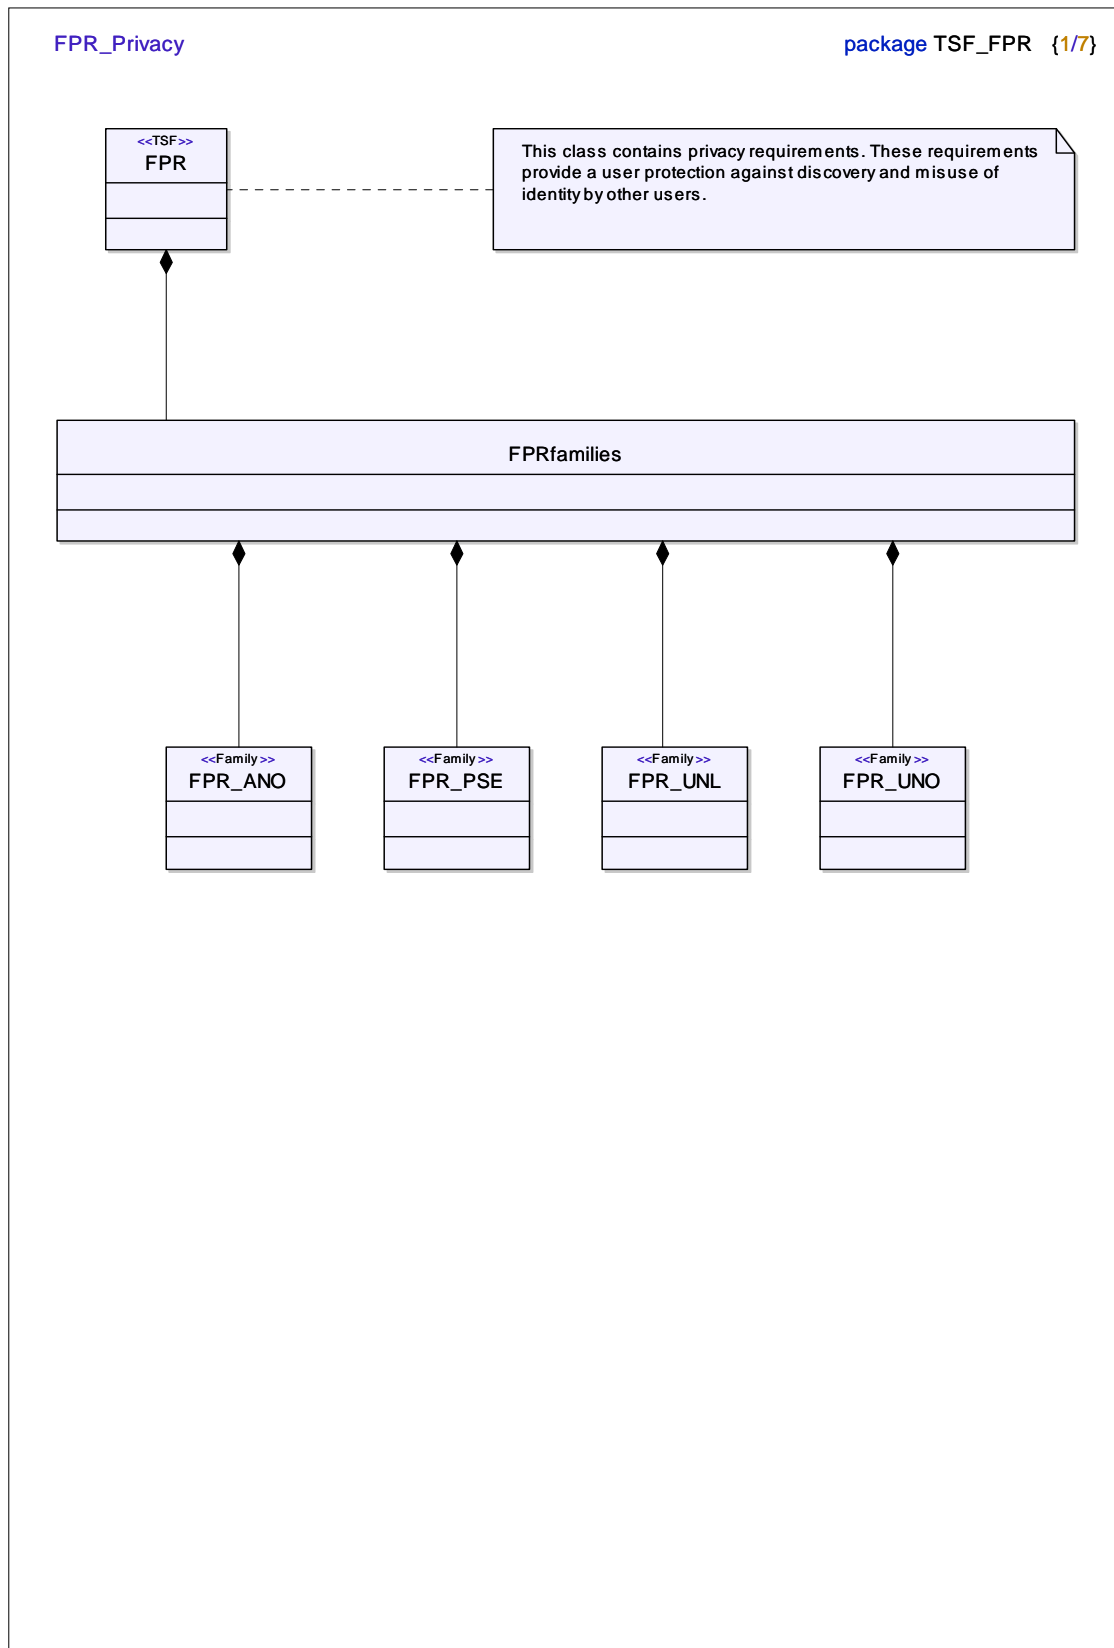 FPR_Privacy package TSF_FPR {1/7}
<<TSF>>
FPR
This class contains privacy requirements. These requirements
provide a user protection against discovery and misuse of
identity by other users.
FPRfamilies
<<Family>> <<Family>> <<Family>> <<Family>>
FPR_ANO FPR_PSE FPR_UNL FPR_UNO